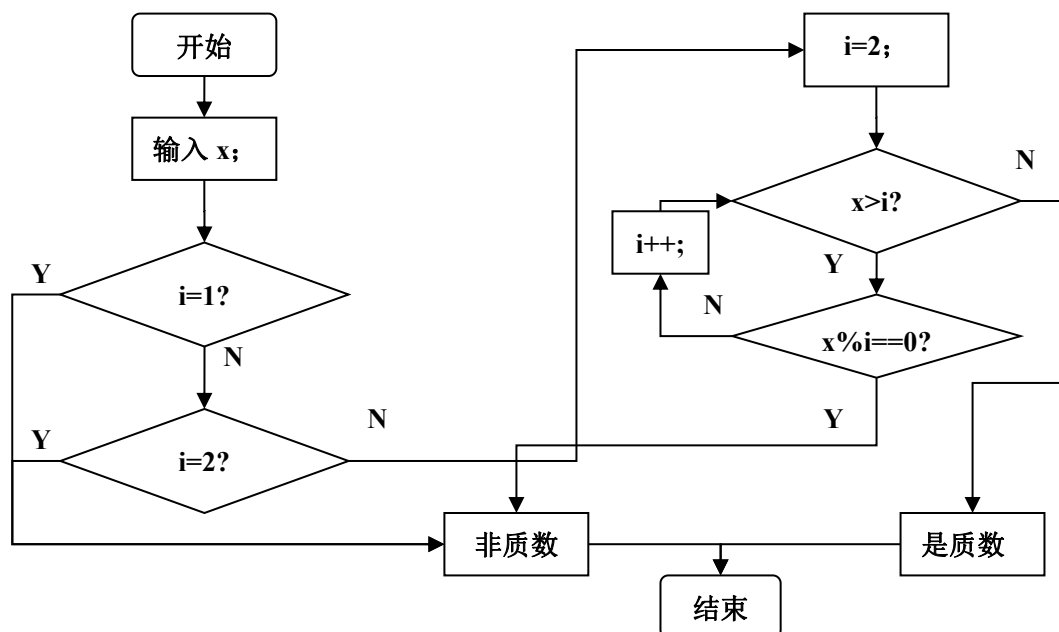 开始
输入 x；
Y
i=1?
N
Y
i=2?
N
i=2；
N
x>i?
i++;
Y
N
x%i==0?
Y
非质数
是质数
结束